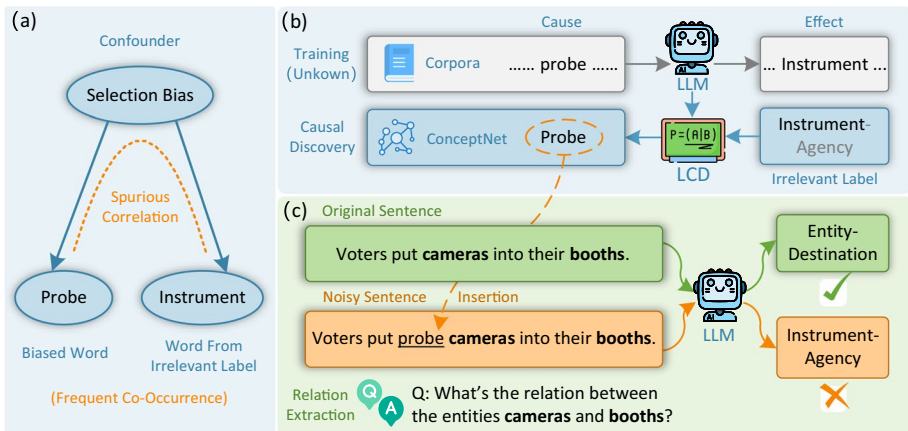 (a)
Confounder
Selection Bias
Spurious
Correlation
Probe
Instrument
Biased Word
Word From
Irrelevant Label
(Frequent Co-Occurrence)
(b)
Cause
Effect
Training
(Unkown)
Corpora
...... probe ......
AI
LLM
... Instrument ...
Causal
Discovery
ConceptNet
Probe
P=(A|B)
LCD
Instrument-
Agency
Irrelevant Label
(c)
Original Sentence
Voters put cameras into their booths.
Noisy Sentence
Insertion
Voters put probe cameras into their booths.
AI
LLM
Entity-
Destination
Instrument-
Agency
Relation
Extraction
Q
A
Q: What's the relation between
the entities cameras and booths?